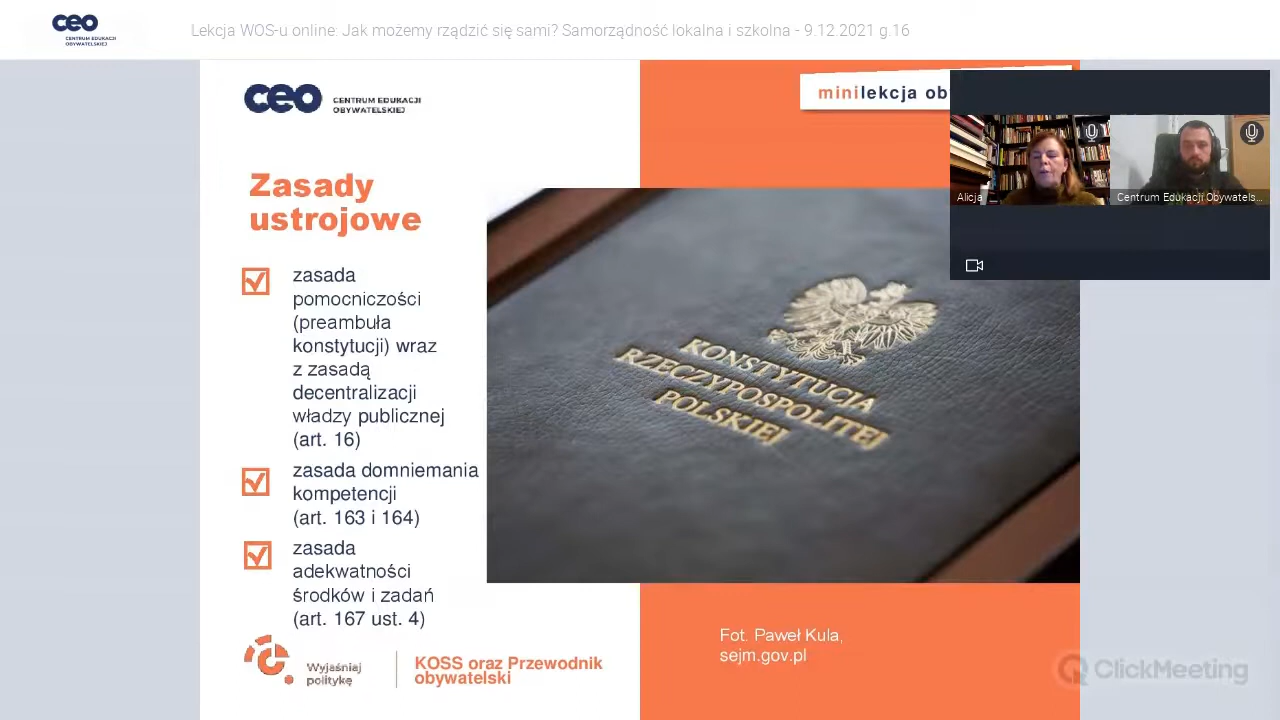 ceo
CENTRUM EDUKACJI
OBYWATELSKIEJ
Lekcja WOS-u online: Jak możemy rządzić się sami? Samorządność lokalna i szkolna - 9.12.2021 g.16
ceo
CENTRUM EDUKACJI
OBYWATELSKIEJ
minilekcja ob
Alicja
Centrum Edukacji Obywatels...
Zasady
ustrojowe
zasada
pomocniczości
(preambuła
konstytucji) wraz
z zasadą
decentralizacji
władzy publicznej
(art. 16)
zasada domniemania
kompetencji
(art. 163 i 164)
zasada
adekwatności
środków i zadań
(art. 167 ust. 4)
KONSTYTUCJA
RZECZYPOSPOLITEJ
POLSKIEJ
Wyjaśniaj
politykę
KOSS oraz Przewodnik
obywatelski
Fot. Paweł Kula,
sejm.gov.pl
ClickMeeting